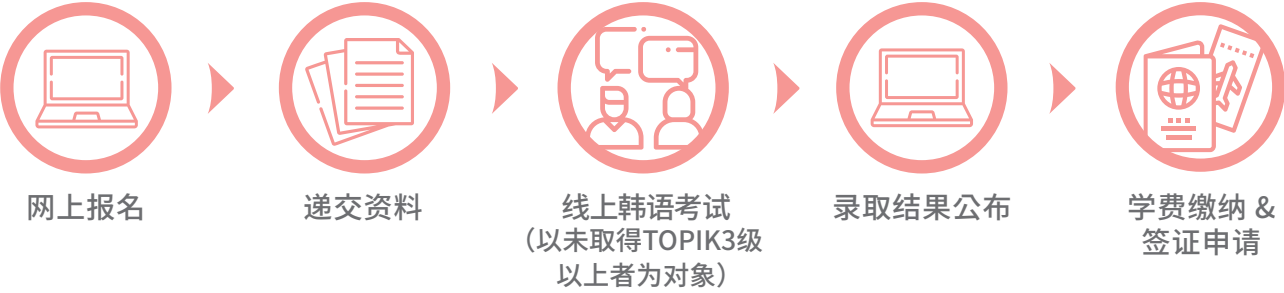 网上报名
递交资料
线上韩语考试
（以未取得TOPIK3级
以上者为对象）
录取结果公布
学费缴纳 &
签证申请